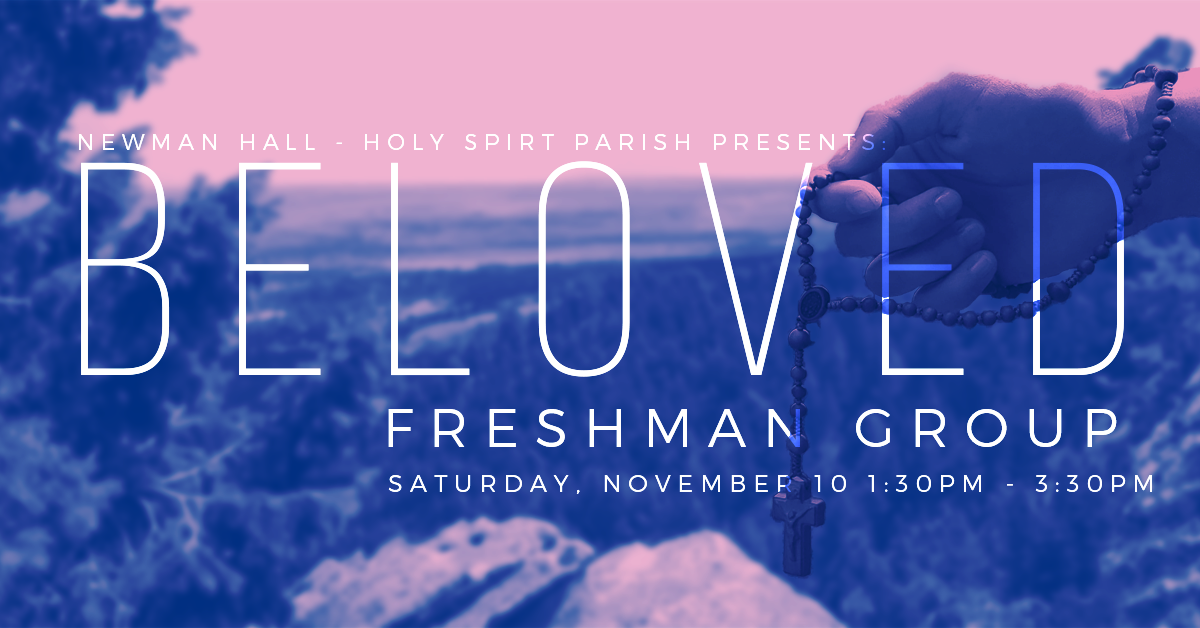 NEWMAN HALL - HOLY SPIRT PARISH PRESENTS:
BELOVED
FRESHMAN GROUP
SATURDAY, NOVEMBER 10 1:30PM - 3:30PM